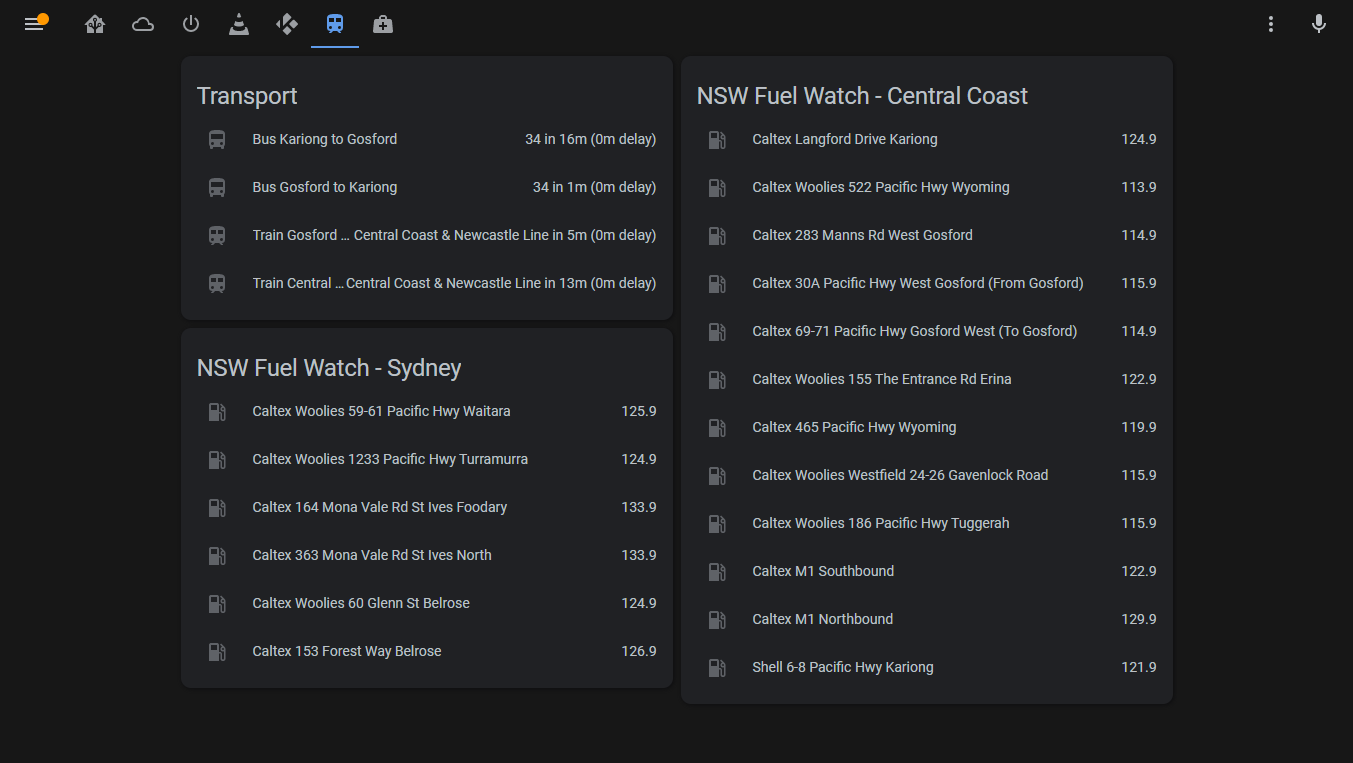 Transport
Bus Kariong to Gosford 34 in 16m (0m delay)
Bus Gosford to Kariong 34 in 1m (0m delay)
Train Gosford ... Central Coast & Newcastle Line in 5m (0m delay)
Train Central ... Central Coast & Newcastle Line in 13m (0m delay)
NSW Fuel Watch - Sydney
Caltex Woolies 59-61 Pacific Hwy Waitara 125.9
Caltex Woolies 1233 Pacific Hwy Turramurra 124.9
Caltex 164 Mona Vale Rd St Ives Foodary 133.9
Caltex 363 Mona Vale Rd St Ives North 133.9
Caltex Woolies 60 Glenn St Belrose 124.9
Caltex 153 Forest Way Belrose 126.9
NSW Fuel Watch - Central Coast
Caltex Langford Drive Kariong 124.9
Caltex Woolies 522 Pacific Hwy Wyoming 113.9
Caltex 283 Manns Rd West Gosford 114.9
Caltex 30A Pacific Hwy West Gosford (From Gosford) 115.9
Caltex 69-71 Pacific Hwy Gosford West (To Gosford) 114.9
Caltex Woolies 155 The Entrance Rd Erina 122.9
Caltex 465 Pacific Hwy Wyoming 119.9
Caltex Woolies Westfield 24-26 Gavenlock Road 115.9
Caltex Woolies 186 Pacific Hwy Tuggerah 115.9
Caltex M1 Southbound 122.9
Caltex M1 Northbound 129.9
Shell 6-8 Pacific Hwy Kariong 121.9